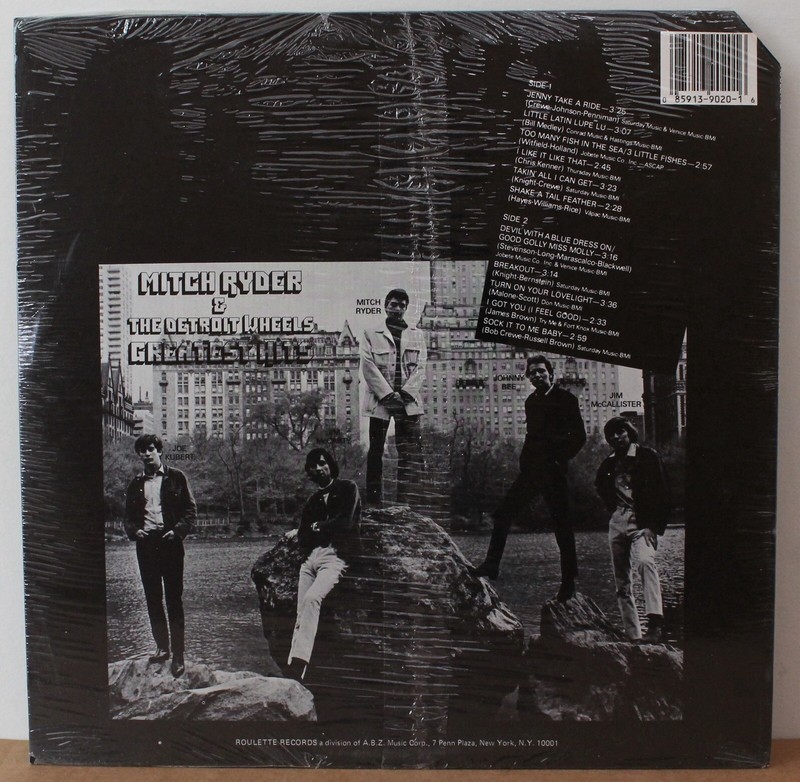 0 85913-9020-1 6
SIDE 1
JENNY TAKE A RIDE—3:25
(Crewe-Johnson-Penniman) Saturday Music & Venice Music-BMI
LITTLE LATIN LUPE LU—3:07
(Bill Medley) Conrad Music & Hastings Music-BMI
TOO MANY FISH IN THE SEA/3 LITTLE FISHES—2:57
(Witfield-Holland) Jobete Music Co., Inc.—ASCAP
I LIKE IT LIKE THAT—2:45
(Chris Kenner) Thursday Music-BMI
TAKIN' ALL I CAN GET—3:23
(Knight-Crewe) Saturday Music-BMI
SHAKE A TAIL FEATHER—2:28
(Hayes-Williams-Rice) Vapac Music-BMI
SIDE 2
DEVIL WITH A BLUE DRESS ON/
GOOD GOLLY MISS MOLLY—3:16
(Stevenson-Long-Marascalco-Blackwell)
Jobete Music Co., Inc. & Venice Music-BMI
BREAKOUT—3:14
(Knight-Bernstein) Saturday Music-BMI
TURN ON YOUR LOVELIGHT—3:36
(Malone-Scott) Don Music-BMI
I GOT YOU (I FEEL GOOD)—2:33
(James Brown) Try Me & Fort Knox Music-BMI
SOCK IT TO ME BABY—2:59
(Bob Crewe-Russell Brown) Saturday Music-BMI
MITCH RYDER
&
THE DETROIT WHEELS
GREATEST HITS
MITCH
RYDER
JOHNNY
BEE
JIM
McCALLISTER
JOE
KUBERT
ROULETTE RECORDS a division of A.B.Z. Music Corp., 7 Penn Plaza, New York, N.Y. 10001